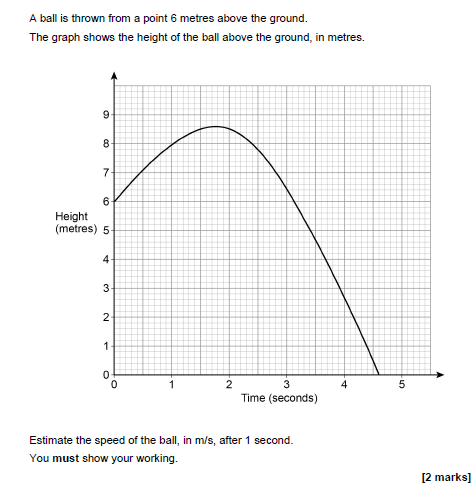 A ball is thrown from a point 6 metres above the ground.
The graph shows the height of the ball above the ground, in metres.
9
8
7
6
Height
(metres) 5
4
3
2
1
0
0 1 2 3 4 5
Time (seconds)
Estimate the speed of the ball, in m/s, after 1 second.
You must show your working.
[2 marks]